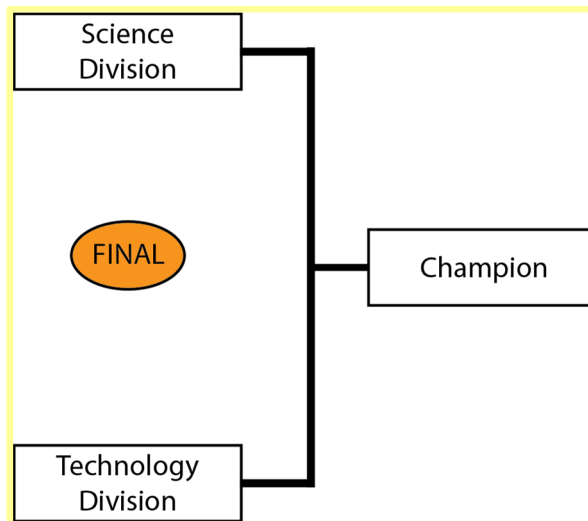 Science
Division
FINAL
Champion
Technology
Division